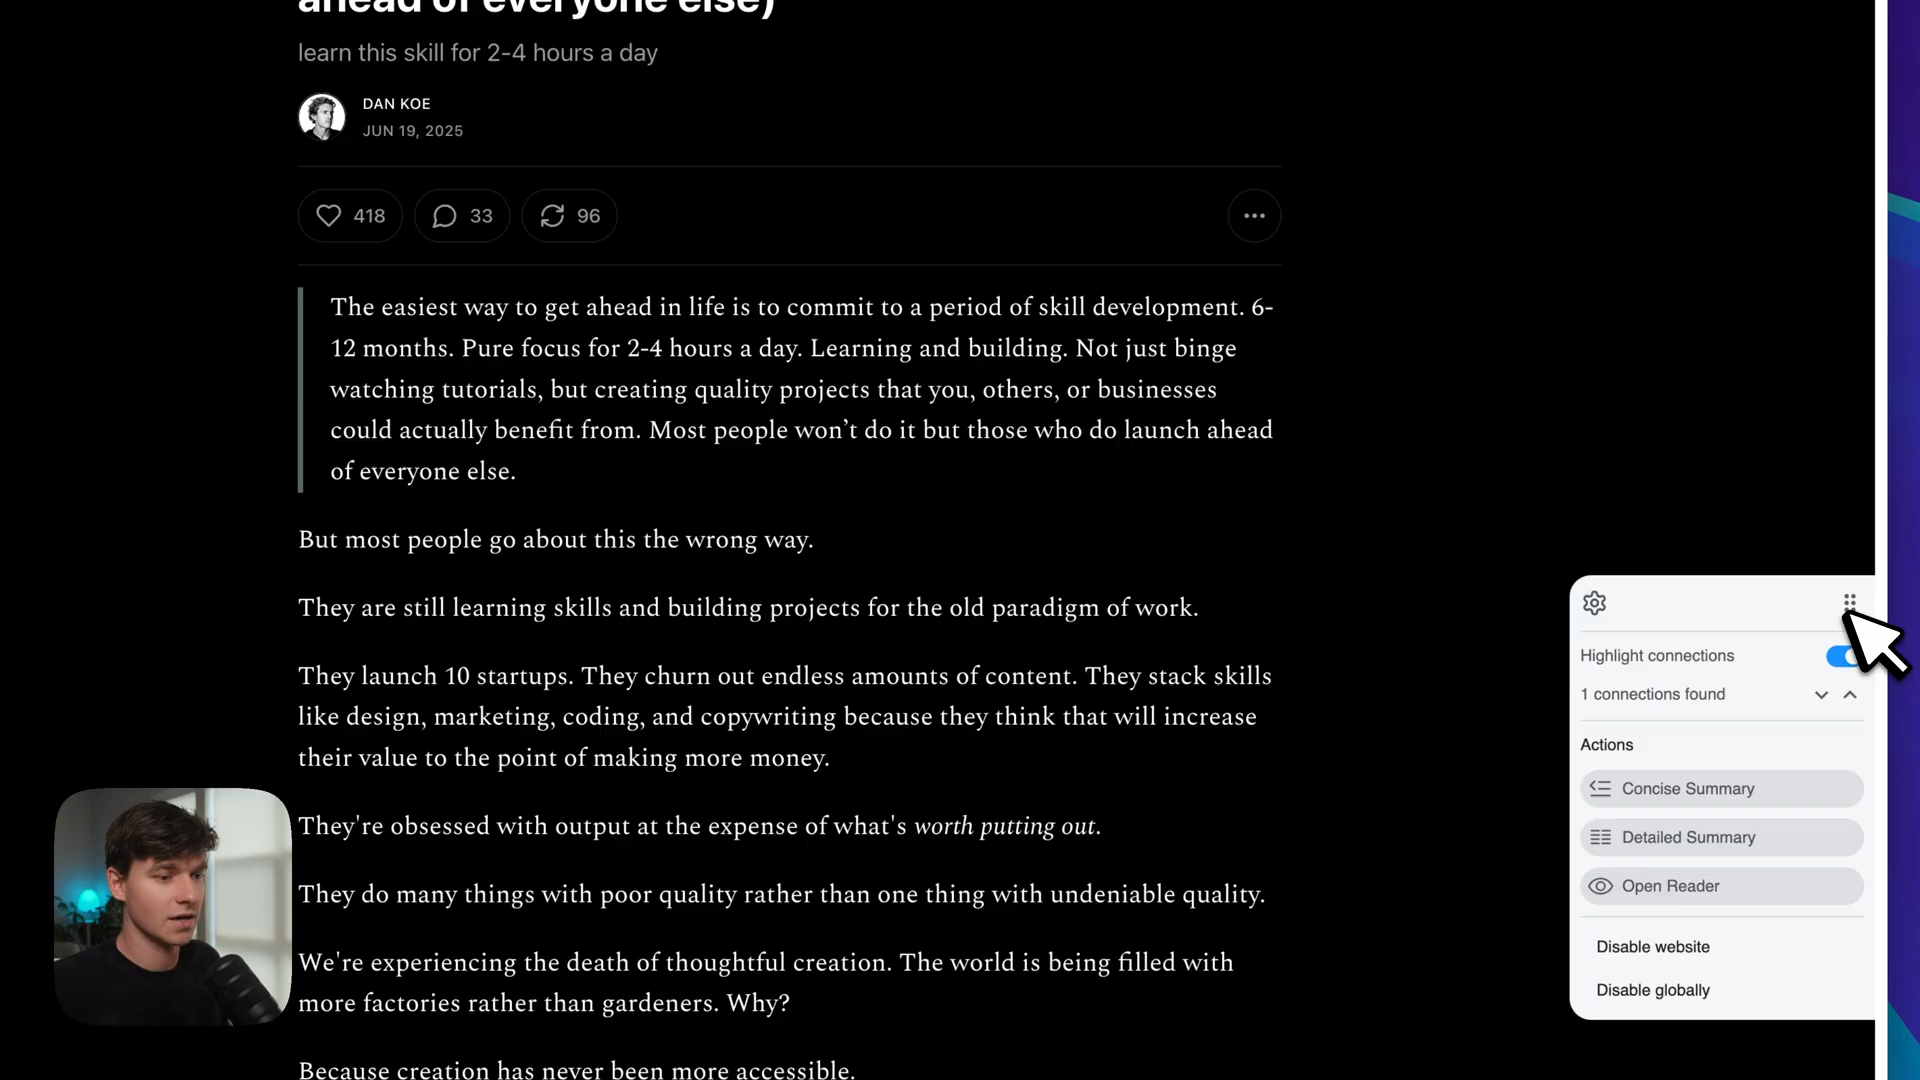 ahead of everyone else)
learn this skill for 2-4 hours a day
DAN KOE
JUN 19, 2025
418
33
96
The easiest way to get ahead in life is to commit to a period of skill development. 6-
12 months. Pure focus for 2-4 hours a day. Learning and building. Not just binge
watching tutorials, but creating quality projects that you, others, or businesses
could actually benefit from. Most people won’t do it but those who do launch ahead
of everyone else.
But most people go about this the wrong way.
They are still learning skills and building projects for the old paradigm of work.
They launch 10 startups. They churn out endless amounts of content. They stack skills
like design, marketing, coding, and copywriting because they think that will increase
their value to the point of making more money.
They're obsessed with output at the expense of what's worth putting out.
They do many things with poor quality rather than one thing with undeniable quality.
We're experiencing the death of thoughtful creation. The world is being filled with
more factories rather than gardeners. Why?
Because creation has never been more accessible.
Highlight connections
1 connections found
Actions
Concise Summary
Detailed Summary
Open Reader
Disable website
Disable globally